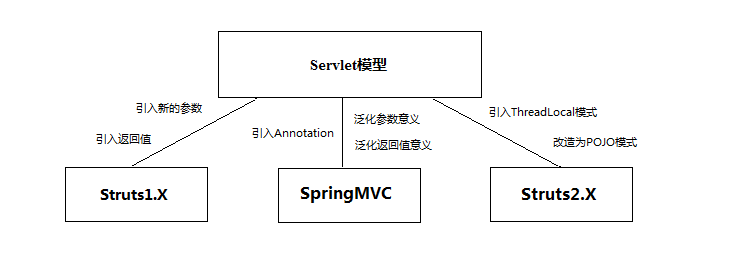 Servlet模型
引入新的参数
引入返回值
引入Annotation
泛化参数意义
泛化返回值意义
引入ThreadLocal模式
改造为POJO模式
Struts1.X
SpringMVC
Struts2.X